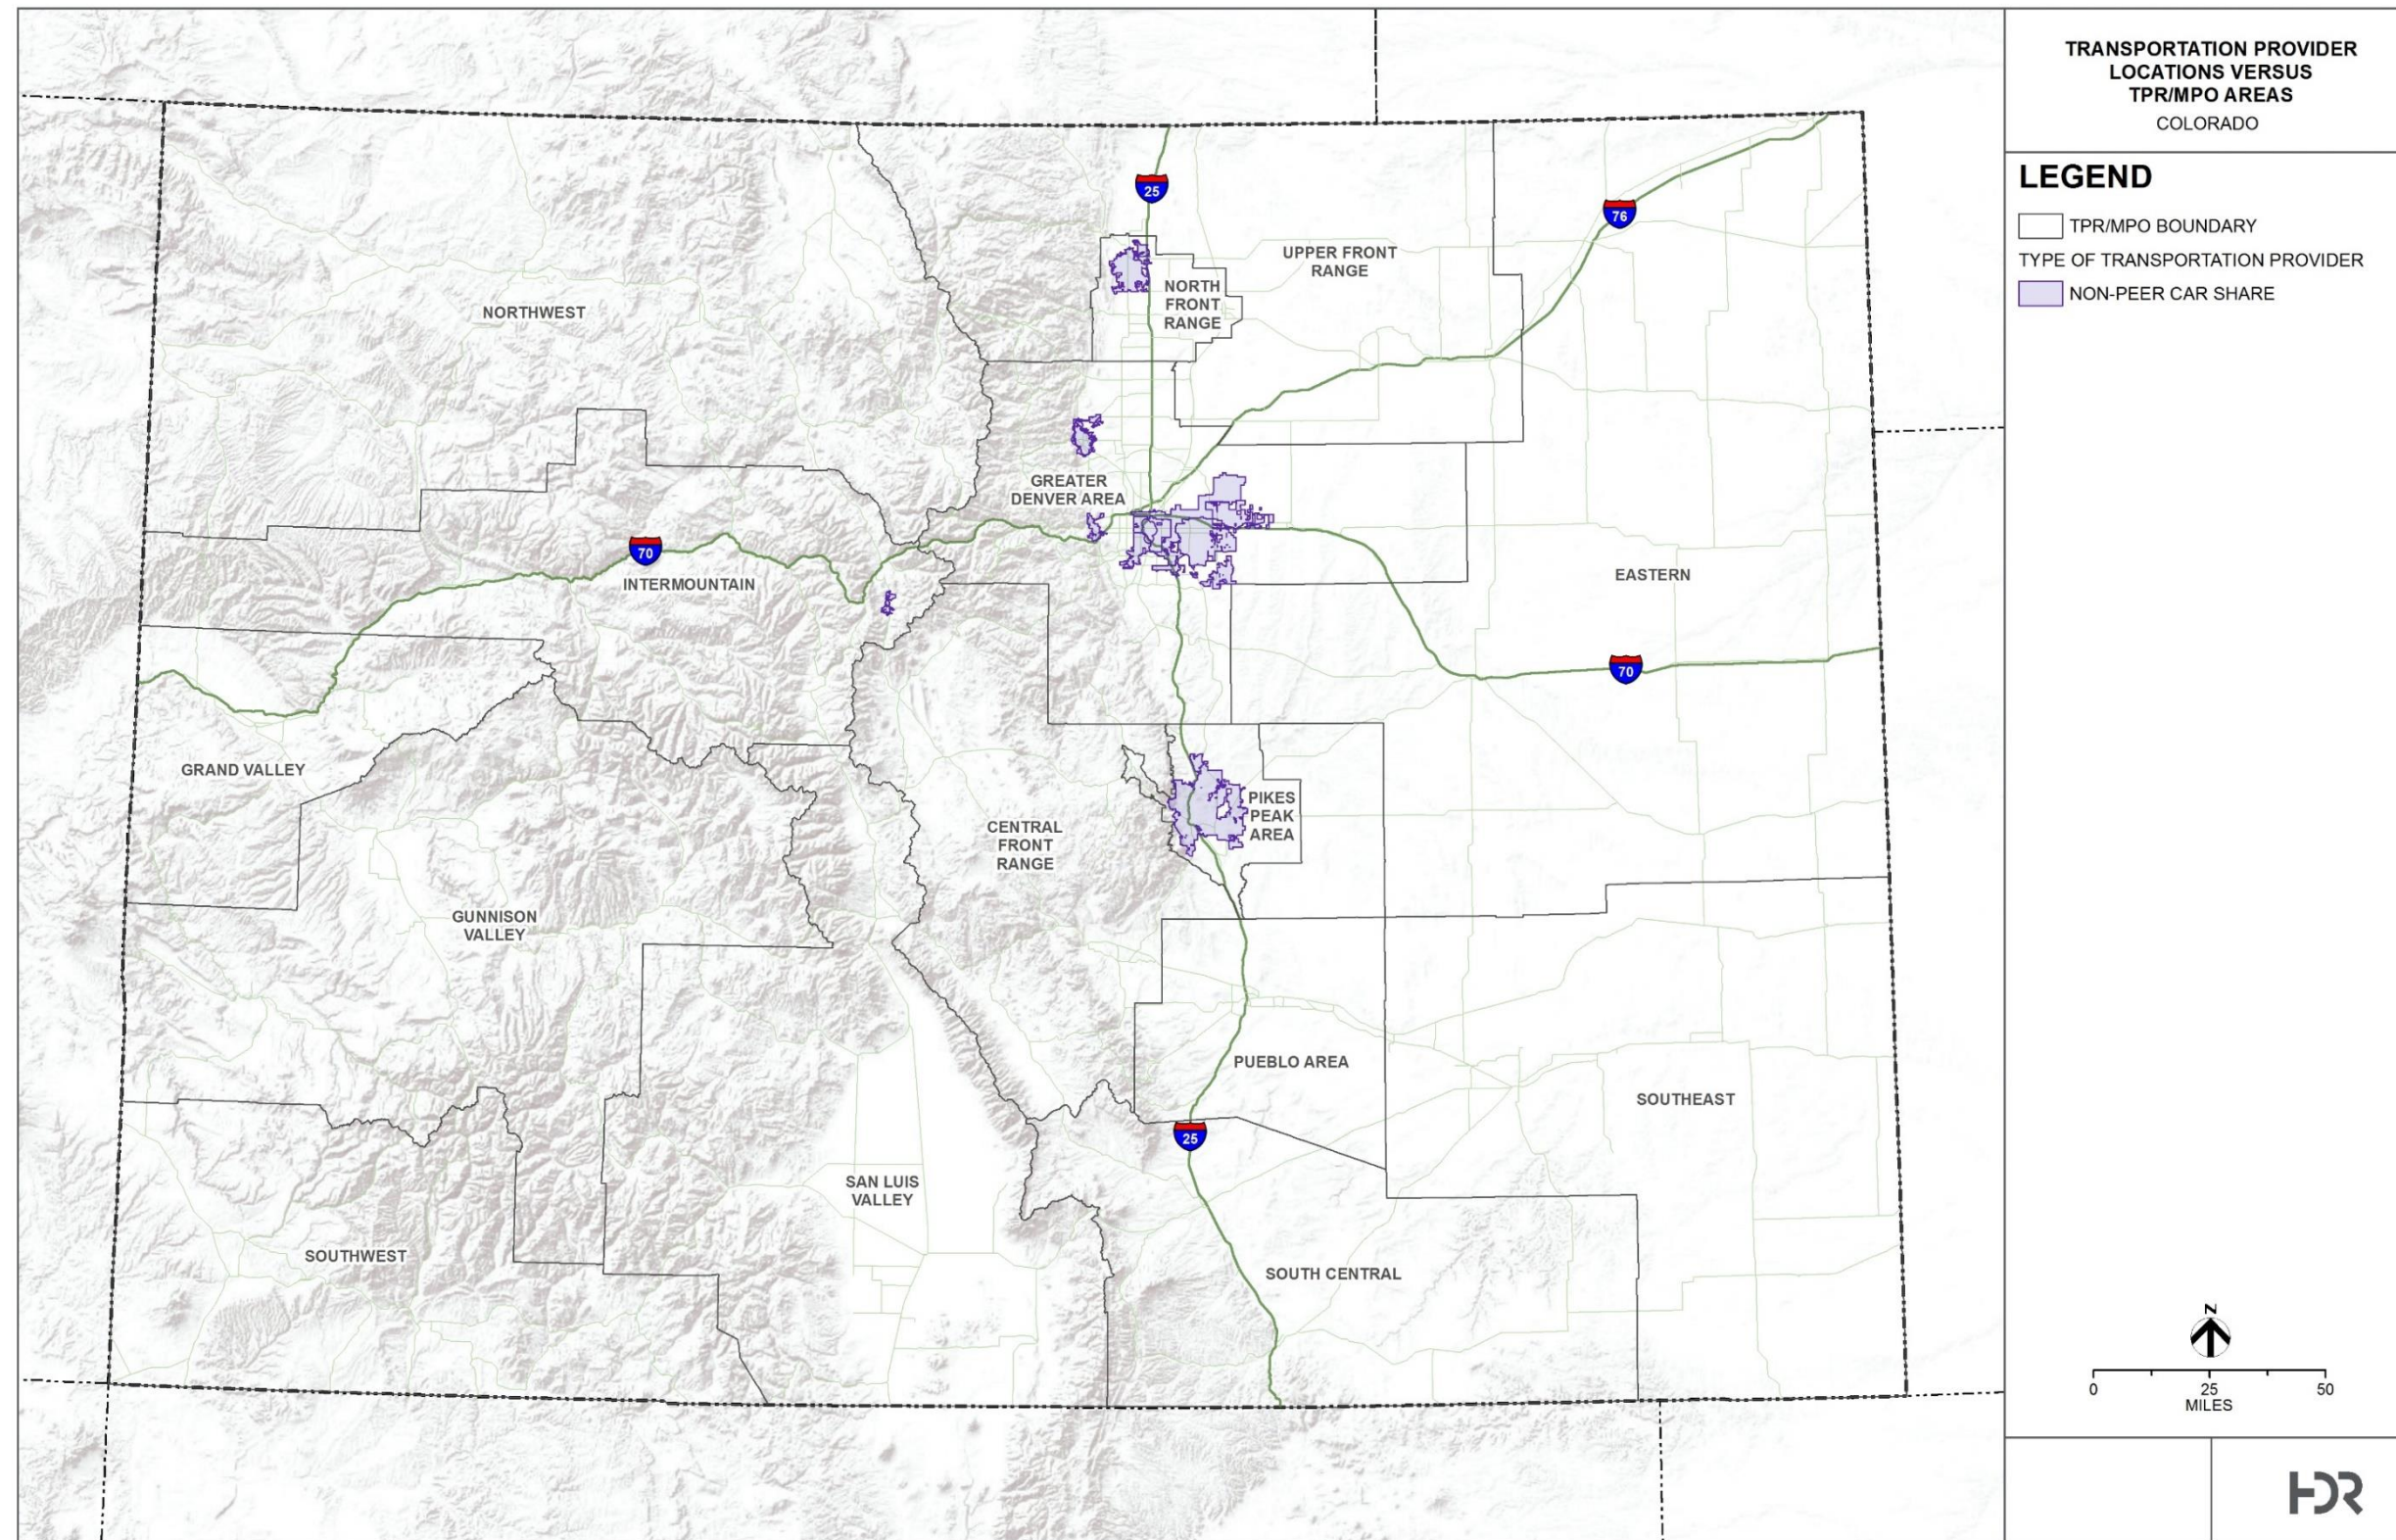 TRANSPORTATION PROVIDER
LOCATIONS VERSUS
TPR/MPO AREAS
COLORADO
LEGEND
TPR/MPO BOUNDARY
TYPE OF TRANSPORTATION PROVIDER
NON-PEER CAR SHARE
25
76
UPPER FRONT
RANGE
NORTH
FRONT
RANGE
NORTHWEST
GREATER
DENVER AREA
70
INTERMOUNTAIN
EASTERN
70
GRAND VALLEY
PIKES
PEAK
AREA
CENTRAL
FRONT
RANGE
GUNNISON
VALLEY
PUEBLO AREA
SOUTHEAST
25
SAN LUIS
VALLEY
SOUTHWEST
SOUTH CENTRAL
N
0 25 50
MILES
HDR